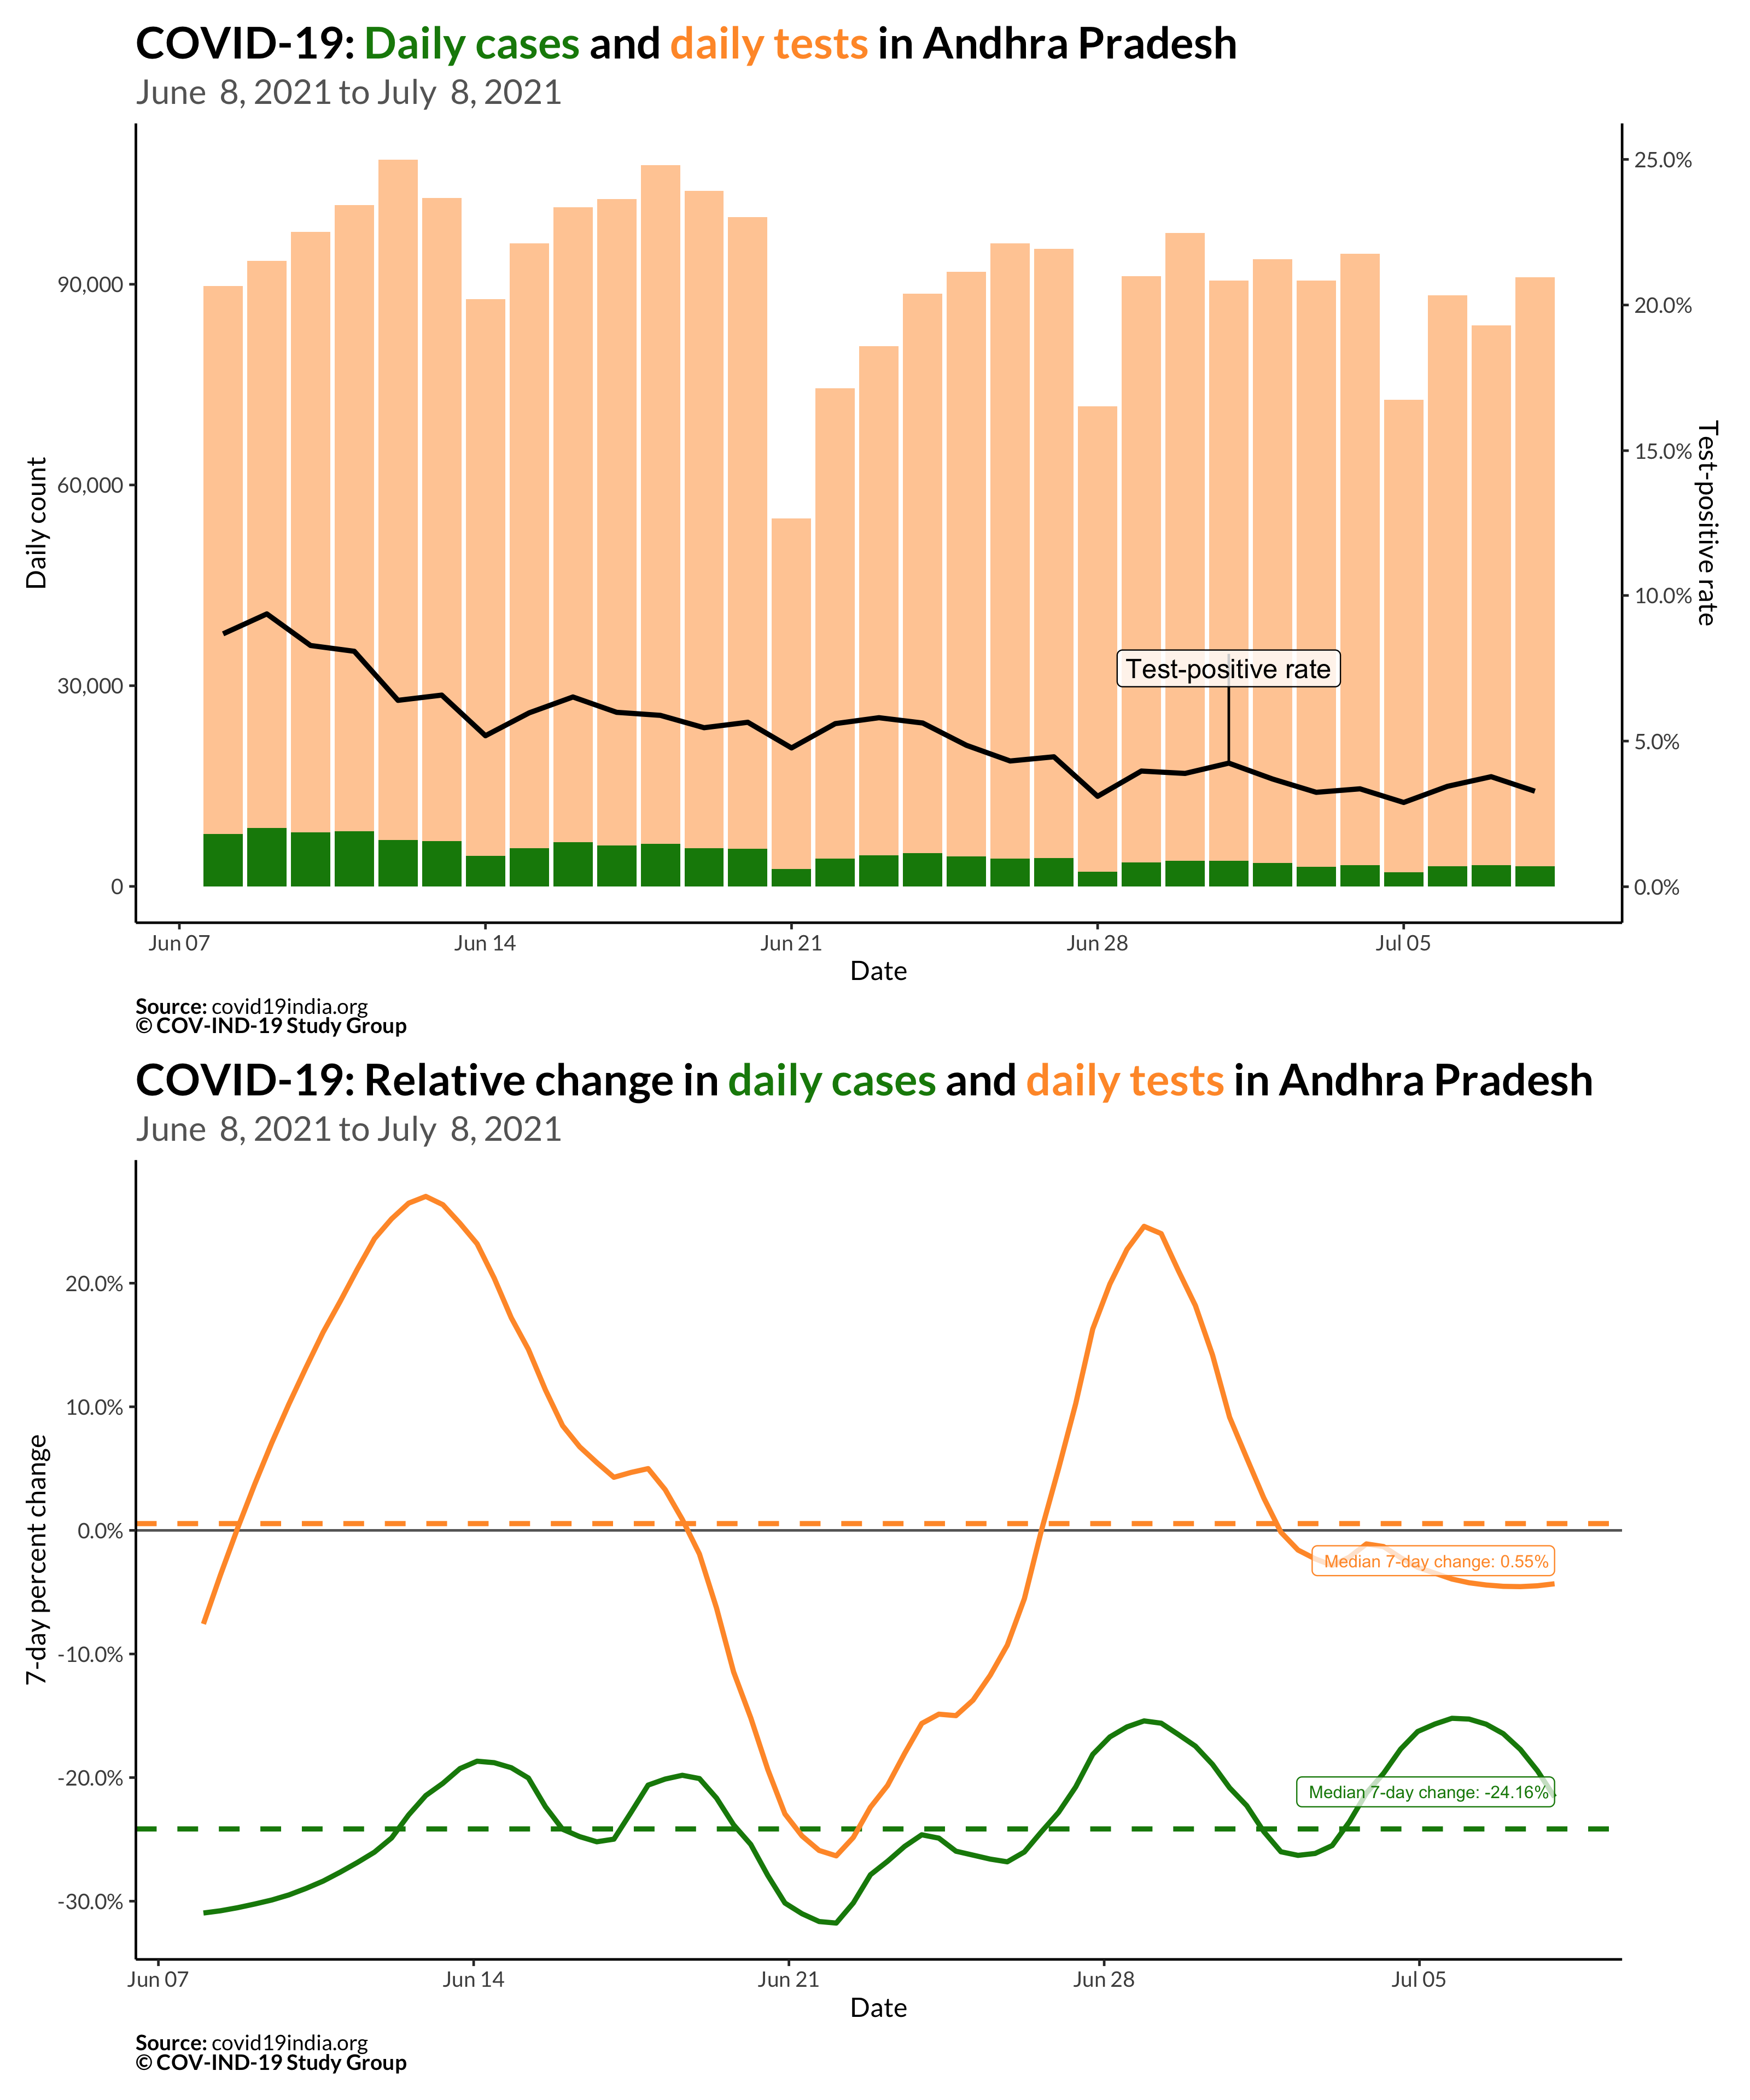 COVID-19: Daily cases and daily tests in Andhra Pradesh
June 8, 2021 to July 8, 2021
25.0%
90,000
20.0%
60,000
15.0%
Daily count
Test-positive rate
10.0%
Test-positive rate
30,000
5.0%
0
0.0%
Jun 07 Jun 14 Jun 21 Jun 28 Jul 05
Date
Source: covid19india.org
© COV-IND-19 Study Group
COVID-19: Relative change in daily cases and daily tests in Andhra Pradesh
June 8, 2021 to July 8, 2021
20.0%
10.0%
7-day percent change
0.0%
Median 7-day change: 0.55%
-10.0%
-20.0%
Median 7-day change: -24.16%
-30.0%
Jun 07 Jun 14 Jun 21 Jun 28 Jul 05
Date
Source: covid19india.org
© COV-IND-19 Study Group